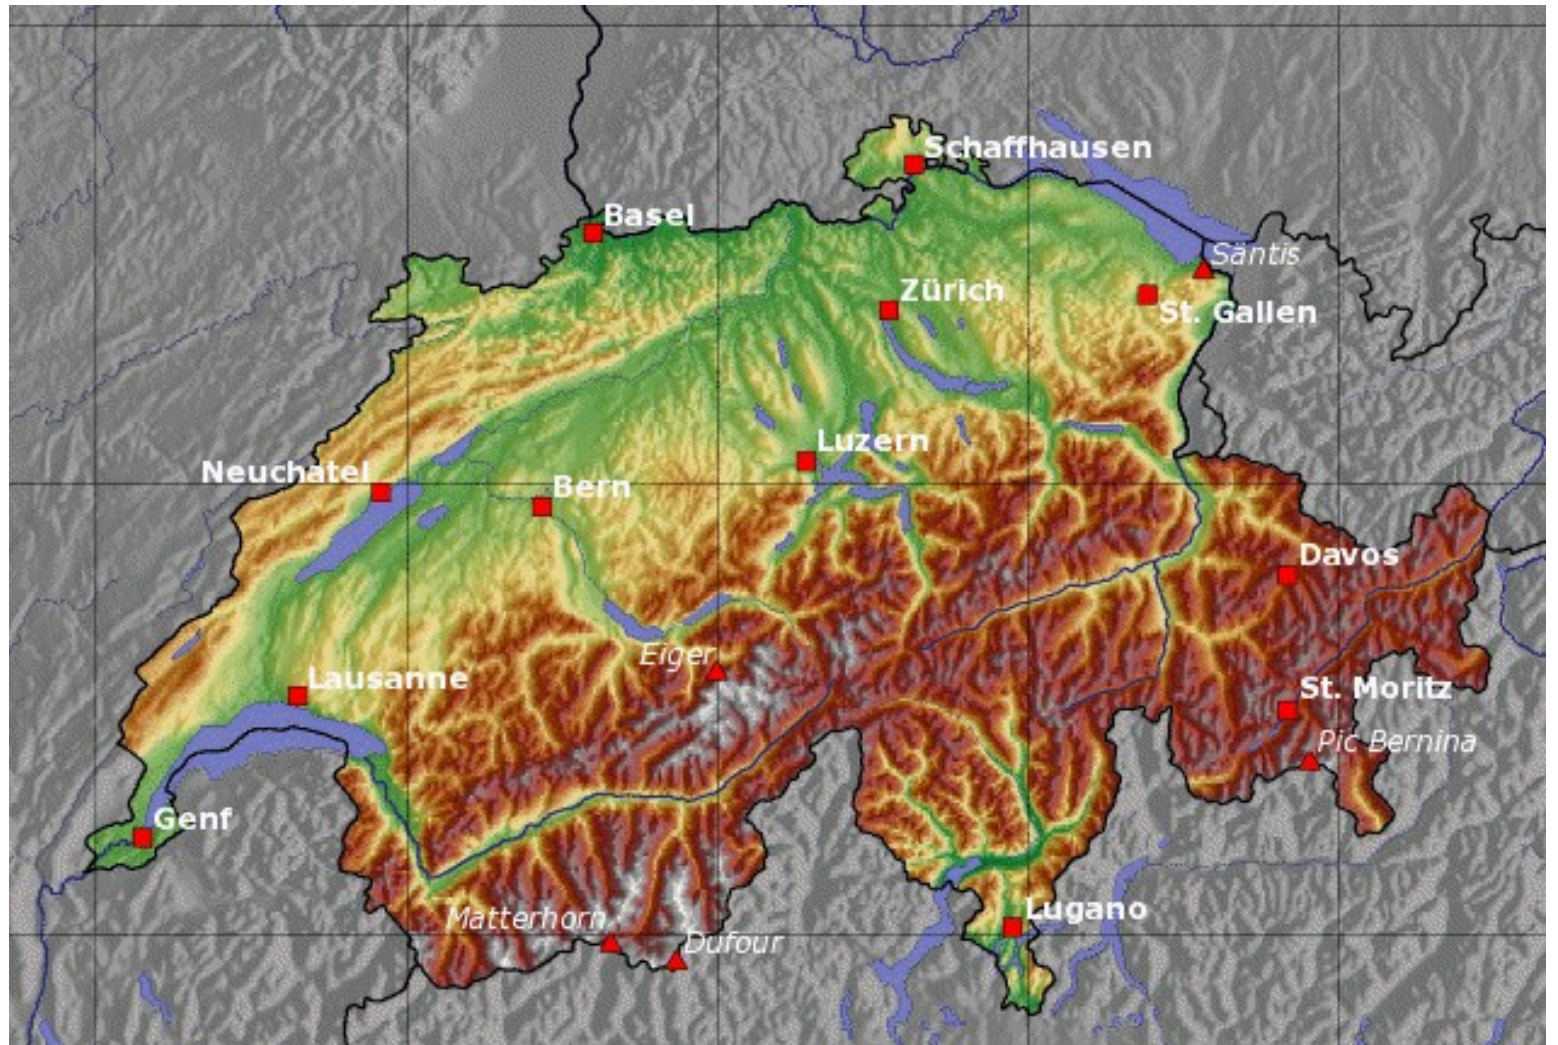 Schaffhausen
Basel
Säntis
Zürich
St. Gallen
Luzern
Neuchatel
Bern
Davos
Eiger
Lausanne
St. Moritz
Pic Bernina
Genf
Lugano
Matterhorn
Dufour